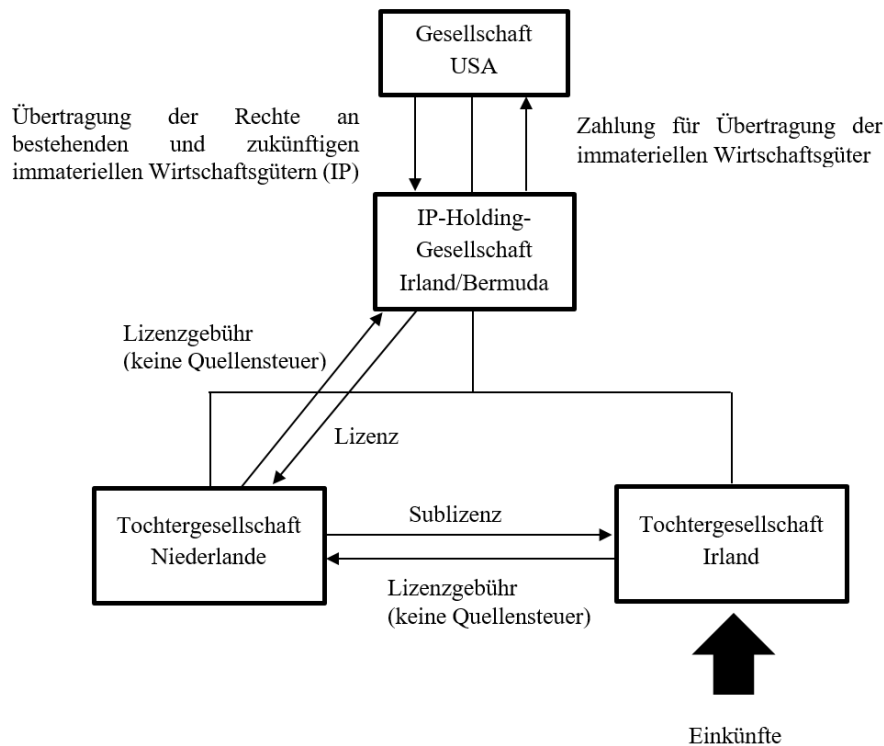 Gesellschaft
USA
Übertragung der Rechte an
bestehenden und zukünftigen
immateriellen Wirtschaftsgütern (IP)
Zahlung für Übertragung der
immateriellen Wirtschaftsgüter
IP-Holding-
Gesellschaft
Irland/Bermuda
Lizenzgebühr
(keine Quellensteuer)
Lizenz
Tochtergesellschaft
Niederlande
Sublizenz
Lizenzgebühr
(keine Quellensteuer)
Tochtergesellschaft
Irland
Einkünfte